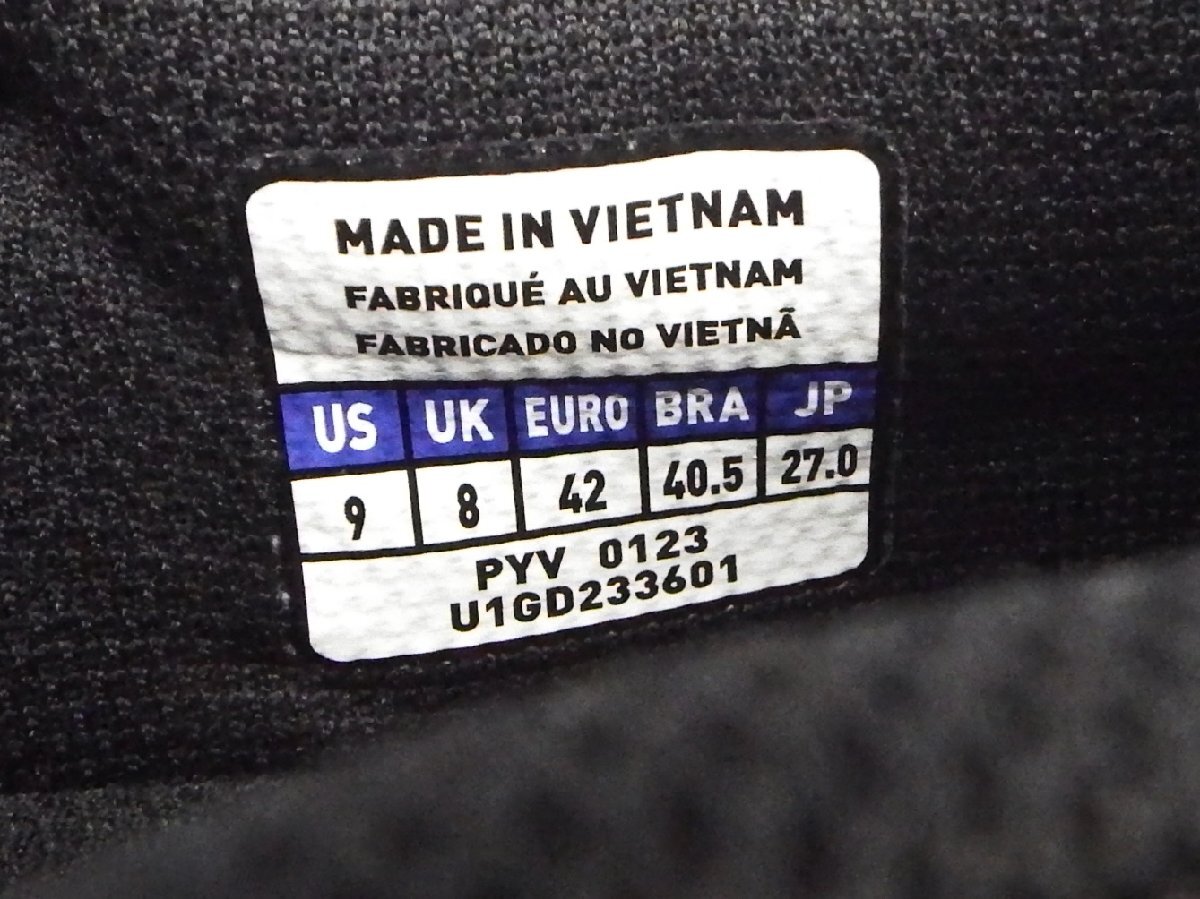 MADE IN VIETNAM
FABRIQUÉ AU VIETNAM
FABRICADO NO VIETNÃ
US UK EURO BRA JP
9 8 42 40.5 27.0
PYV 0123
U1GD233601